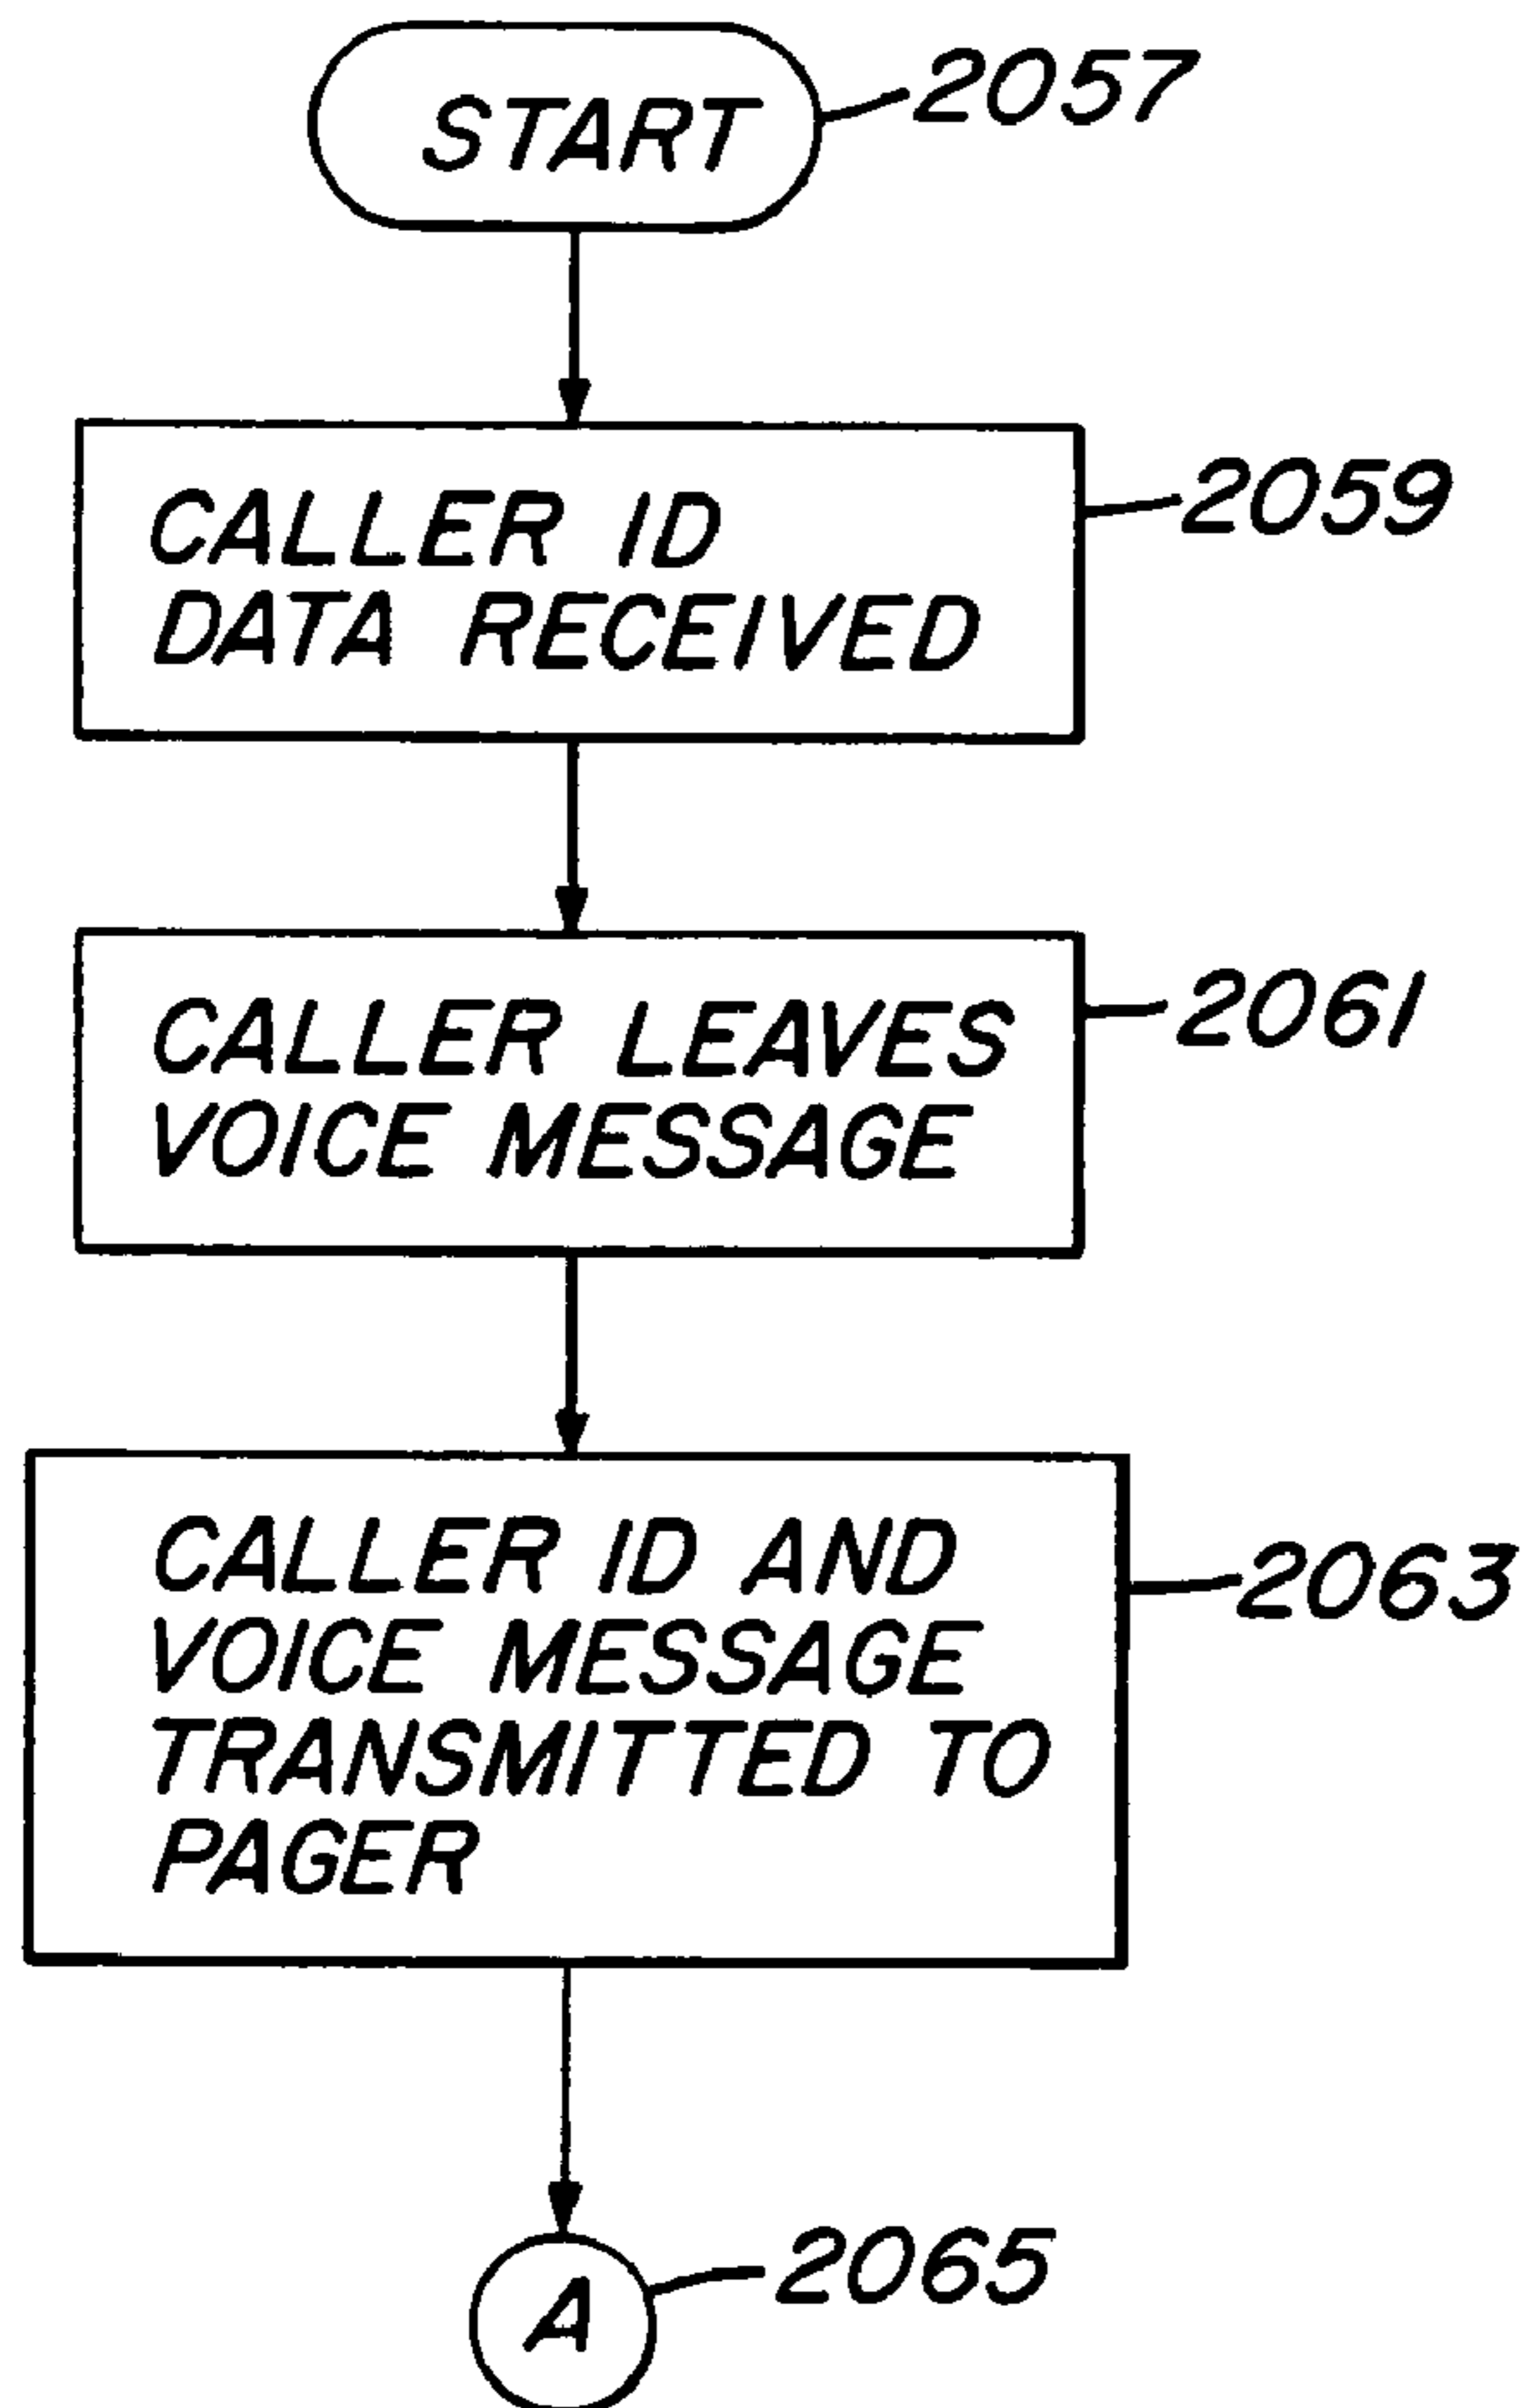 START
2057
CALLER ID
DATA RECEIVED
2059
CALLER LEAVES
VOICE MESSAGE
2061
CALLER ID AND
VOICE MESSAGE
TRANSMITTED TO
PAGER
2063
A
2065